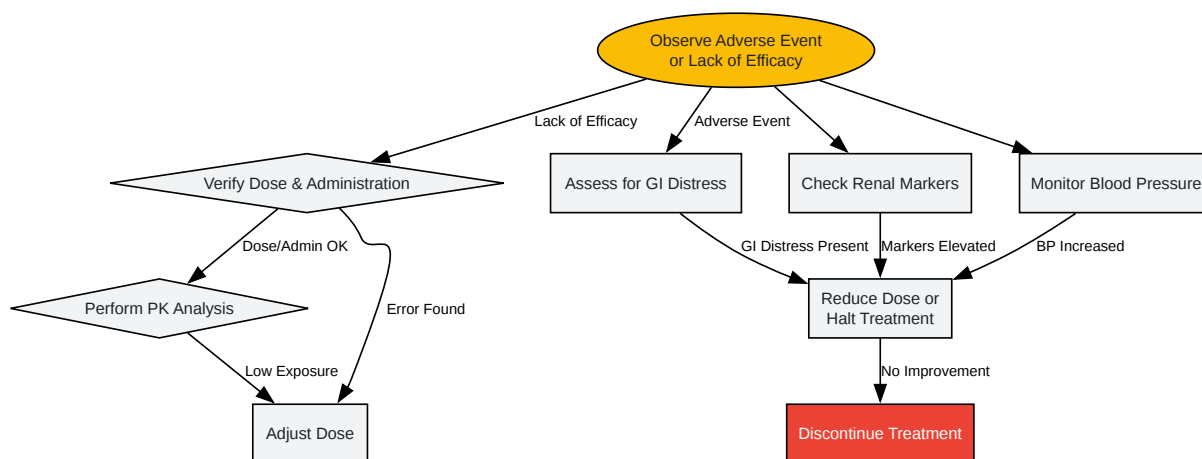 Observe Adverse Event
or Lack of Efficacy
Lack of Efficacy
Adverse Event
Verify Dose & Administration
Assess for GI Distress
Check Renal Markers
Monitor Blood Pressure
Dose/Admin OK
GI Distress Present
Markers Elevated
BP Increased
Perform PK Analysis
Error Found
Reduce Dose or
Halt Treatment
Low Exposure
No Improvement
Adjust Dose
Discontinue Treatment